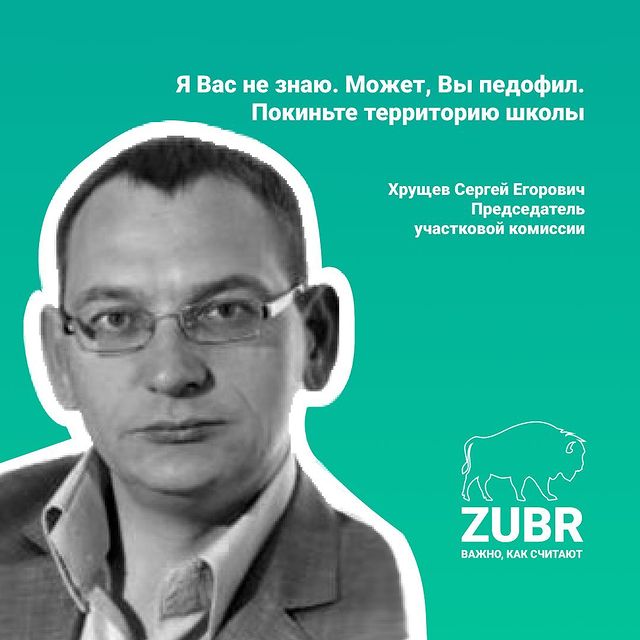 Я Вас не знаю. Может, Вы педофил.
Покиньте территорию школы
Хрущев Сергей Егорович
Председатель
участковой комиссии
ZUBR
ВАЖНО, КАК СЧИТАЮТ